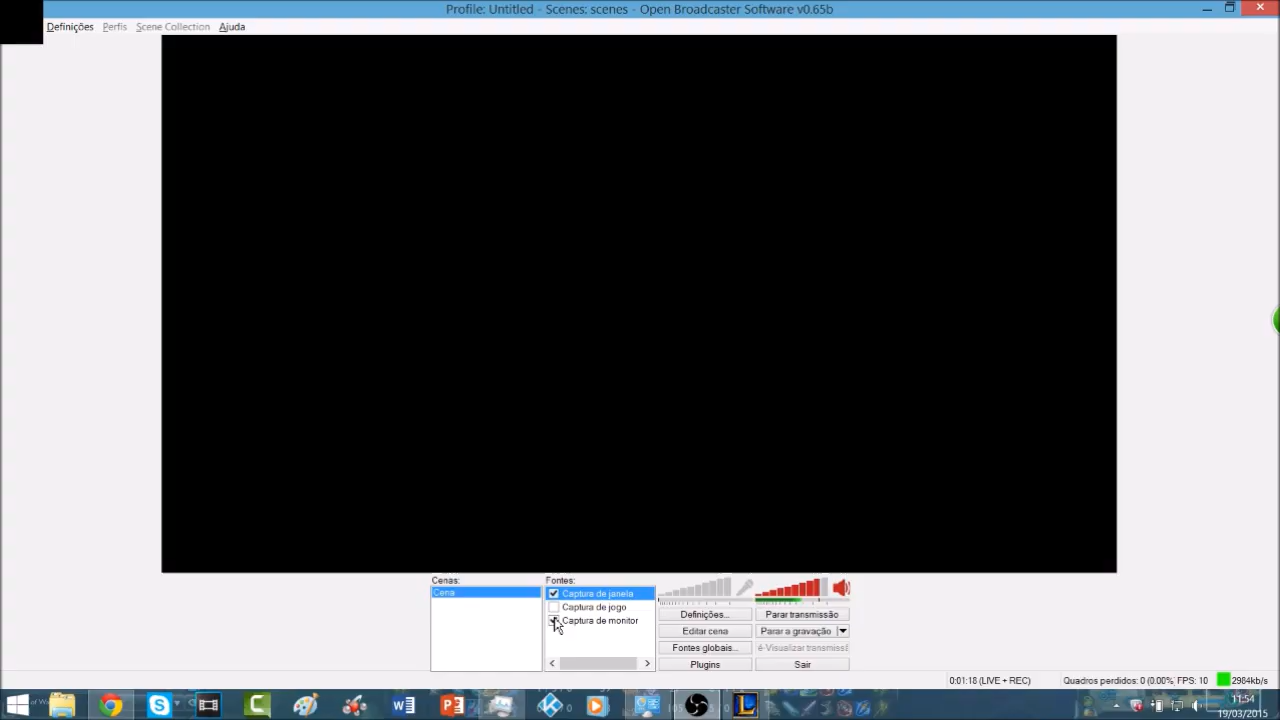 Profile: Untitled - Scenes: scenes - Open Broadcaster Software v0.65b
Definições Perfis Scene Collection Ajuda
Cenas:
Cena
Fontes:
Captura de janela
Captura de jogo
Captura de monitor
Definições...
Parar transmissão
Editar cena
Parar a gravação
Fontes globais...
é-Visualizar transmiss
Plugins
Sair
0:01:18 (LIVE + REC)
Quadros perdidos: 0 (0.00%
FPS: 10
2984kb/s
11:54
19/03/2015